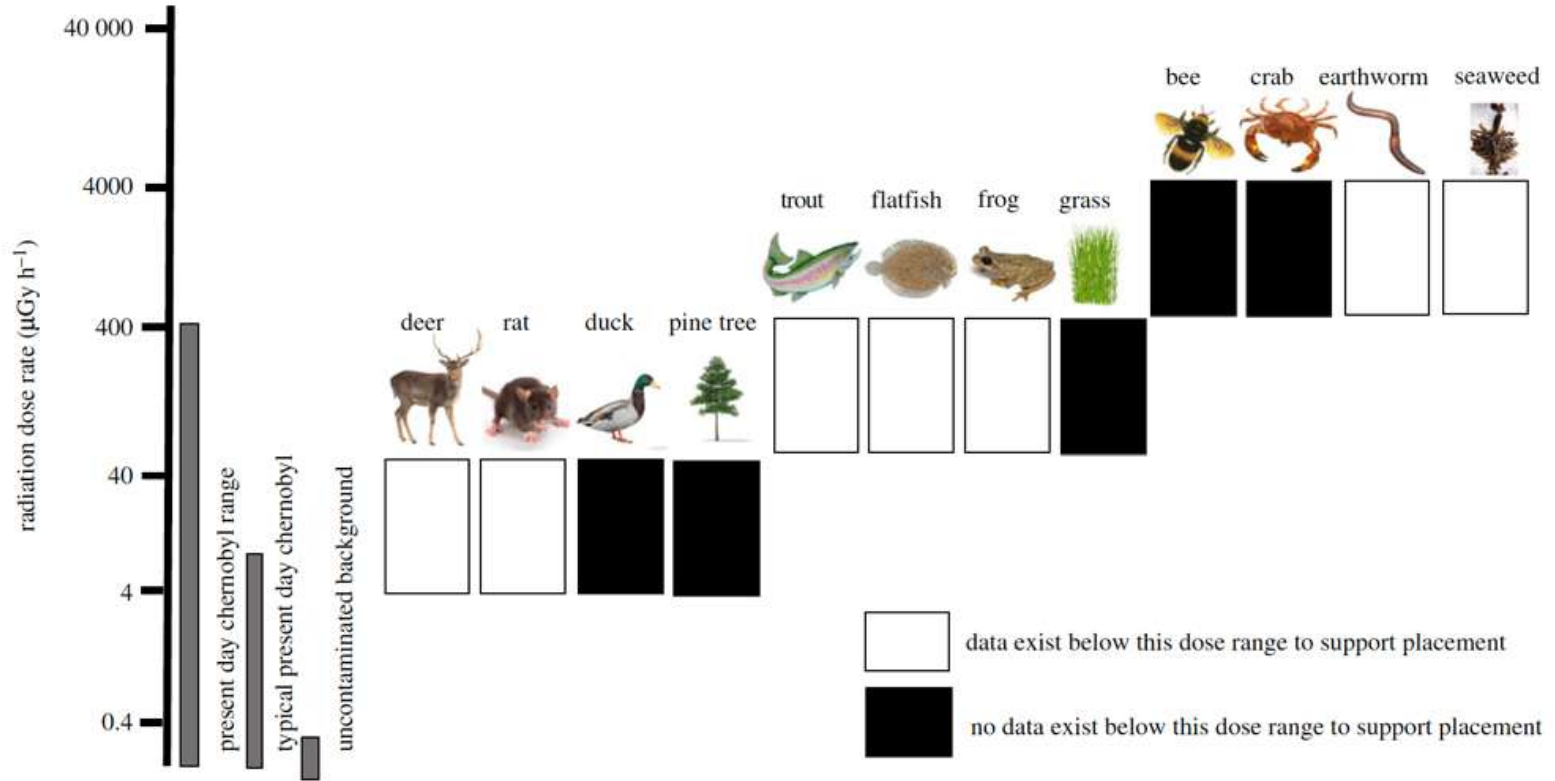 40 000
4000
400
40
4
0.4
radiation dose rate (µGy h⁻¹)
present day chernobyl range
typical present day chernobyl
uncontaminated background
deer rat duck pine tree
trout flatfish frog grass
bee crab earthworm seaweed
data exist below this dose range to support placement
no data exist below this dose range to support placement